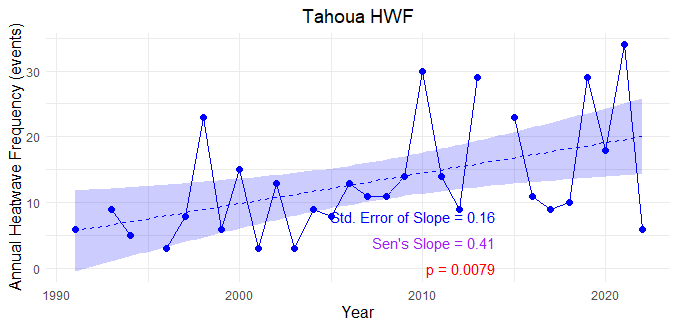 Tahoua HWF
Annual Heatwave Frequency (events)
30
20
10
0
Std. Error of Slope = 0.16
Sen's Slope = 0.41
p = 0.0079
1990
2000
2010
2020
Year